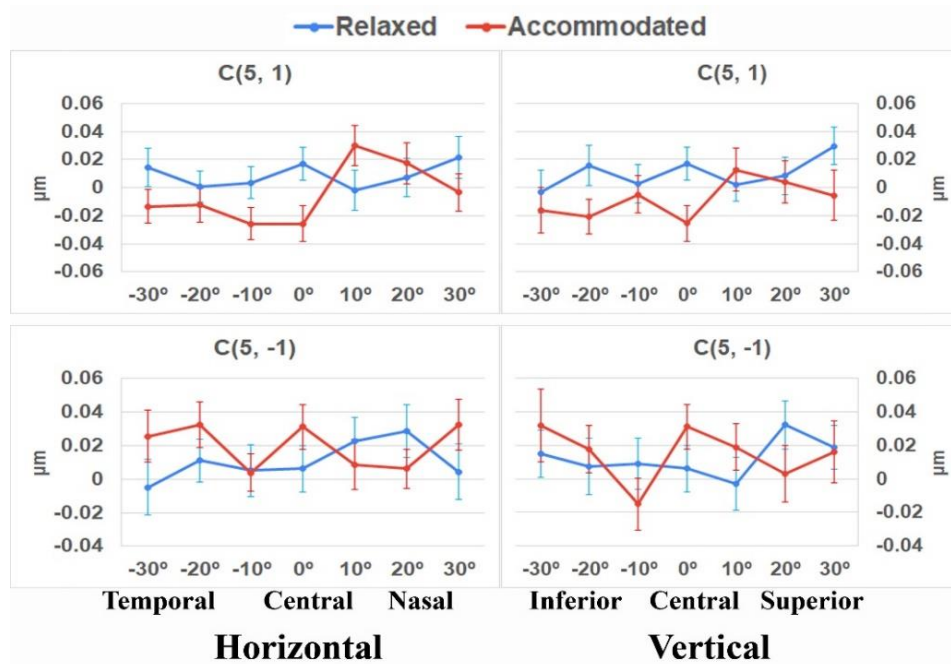 Relaxed Accommodated
C(5, 1) C(5, 1)
0.06 0.06
0.04 0.04
0.02 0.02
0 0
-0.02 -0.02
-0.04 -0.04
-0.06 -0.06
µm µm
-30º -20º -10º 0º 10º 20º 30º -30º -20º -10º 0º 10º 20º 30º
C(5, -1) C(5, -1)
0.06 0.06
0.04 0.04
0.02 0.02
0 0
-0.02 -0.02
-0.04 -0.04
µm µm
-30º -20º -10º 0º 10º 20º 30º -30º -20º -10º 0º 10º 20º 30º
Temporal Central Nasal Inferior Central Superior
Horizontal Vertical